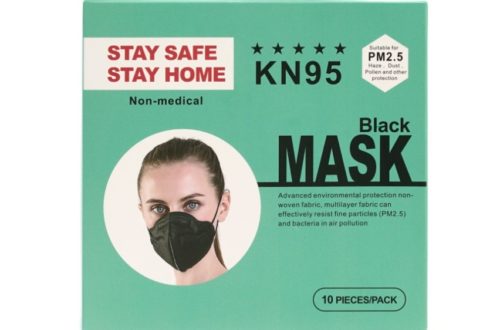 STAY SAFE
STAY HOME
Non-medical
KN95
Suitable for
PM2.5
Haze . Dust .
Pollen and other
protection
Black
MASK
Advanced environmental protection non-
woven fabric, multilayer fabric can
effectively resist fine particles (PM2.5)
and bacteria in air pollution
10 PIECES/PACK